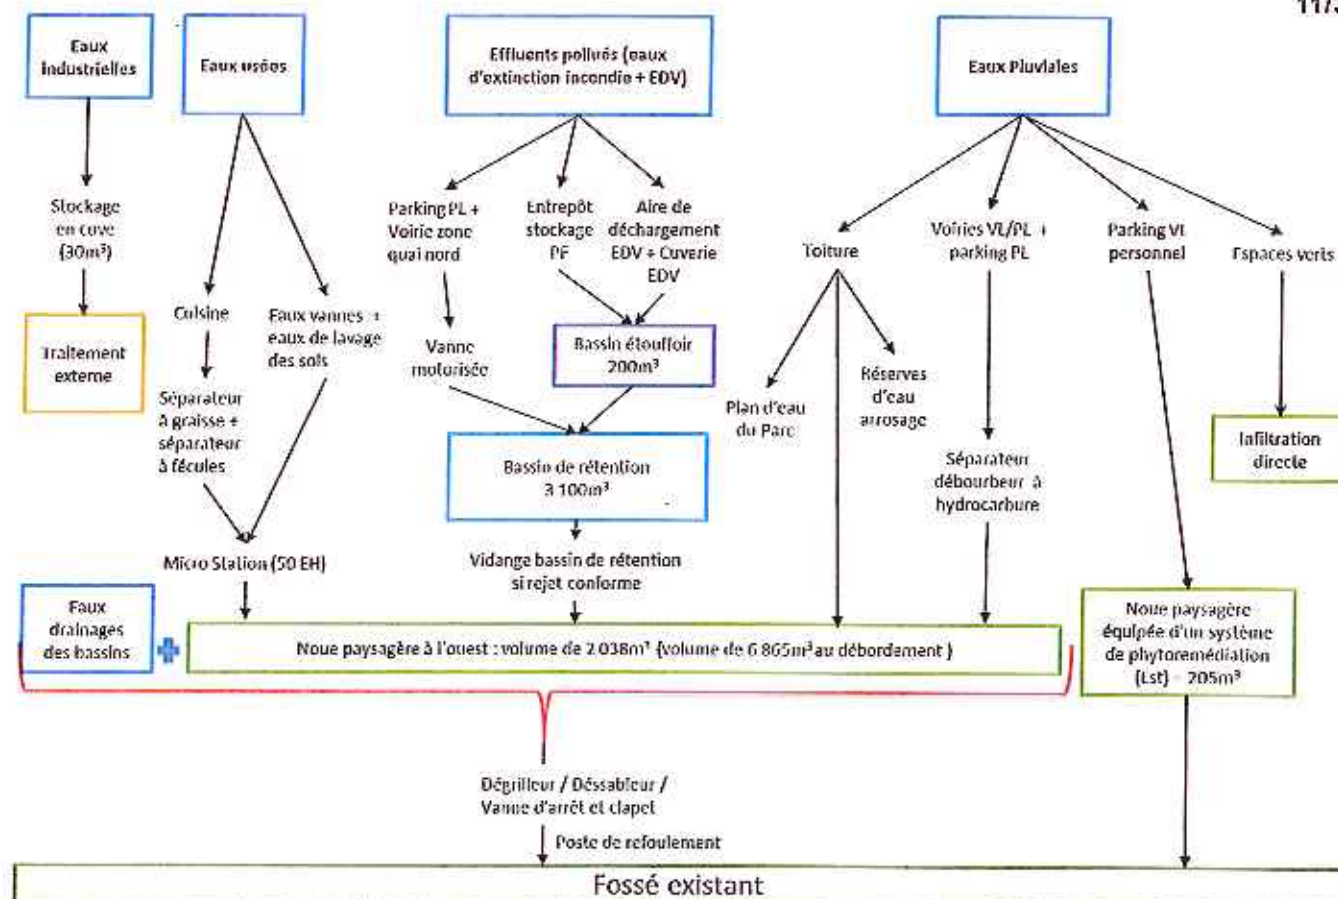 11/3
Eaux
industrielles
Eaux usées
Effluents pollués (eaux
d'extinction incendie + EDV)
Eaux Pluviales
Stockage
en cuve
(30m³)
Parking PL +
Voirie zone
quai nord
Entrepôt
stockage
PF
Aire de
déchargement
EDV + Cuverie
EDV
Toiture
Voiries VL/PL +
parking PL
Parking VL
personnel
Espaces verts
Cuisine
Eaux vannes +
eaux de lavage
des sols
Traitement
externe
Vanne
motorisée
Bassin étouffoir
200m³
Réserves
d'eau
arrosage
Plan d'eau
du Parc
Séparateur
à graisse +
séparateur
à fécules
Infiltration
directe
Bassin de rétention
3 100m³
Séparateur
débourbeur à
hydrocarbure
Micro Station (50 EH)
Vidange bassin de rétention
si rejet conforme
Eaux
drainages
des bassins
Noue paysagère à l'ouest : volume de 2 038m³ (volume de 6 865m³ au débordement )
Noue paysagère
équipée d'un système
de phytoremédiation
(Est) - 205m³
Dégrilleur / Déssableur /
Vanne d'arrêt et clapet
Poste de refoulement
Fossé existant